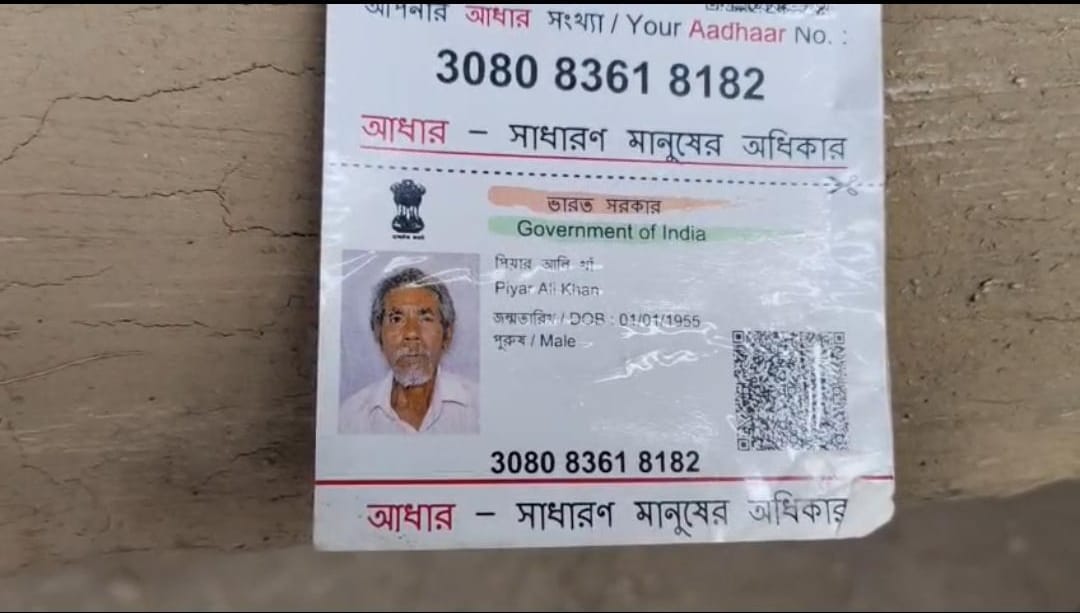 আপনার আধার সংখ্যা / Your Aadhaar No. :
3080 8361 8182
আধার – সাধারণ মানুষের অধিকার
ভারত সরকার
Government of India
পিয়ার আলি খাঁ
Piyar Ali Khan
জন্মতারিখ / DOB : 01/01/1955
পুরুষ / Male
3080 8361 8182
আধার – সাধারণ মানুষের অধিকার